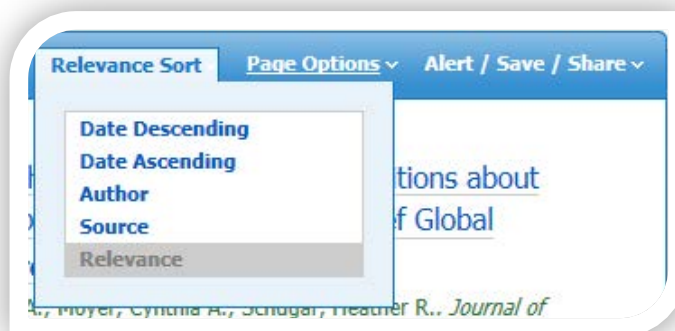 Relevance Sort Page Options Alert / Save / Share
Date Descending
Date Ascending
tions about
Author
Source
f Global
Relevance
A., Moyer, Cynthia A., Schugar, Heather R.. Journal of